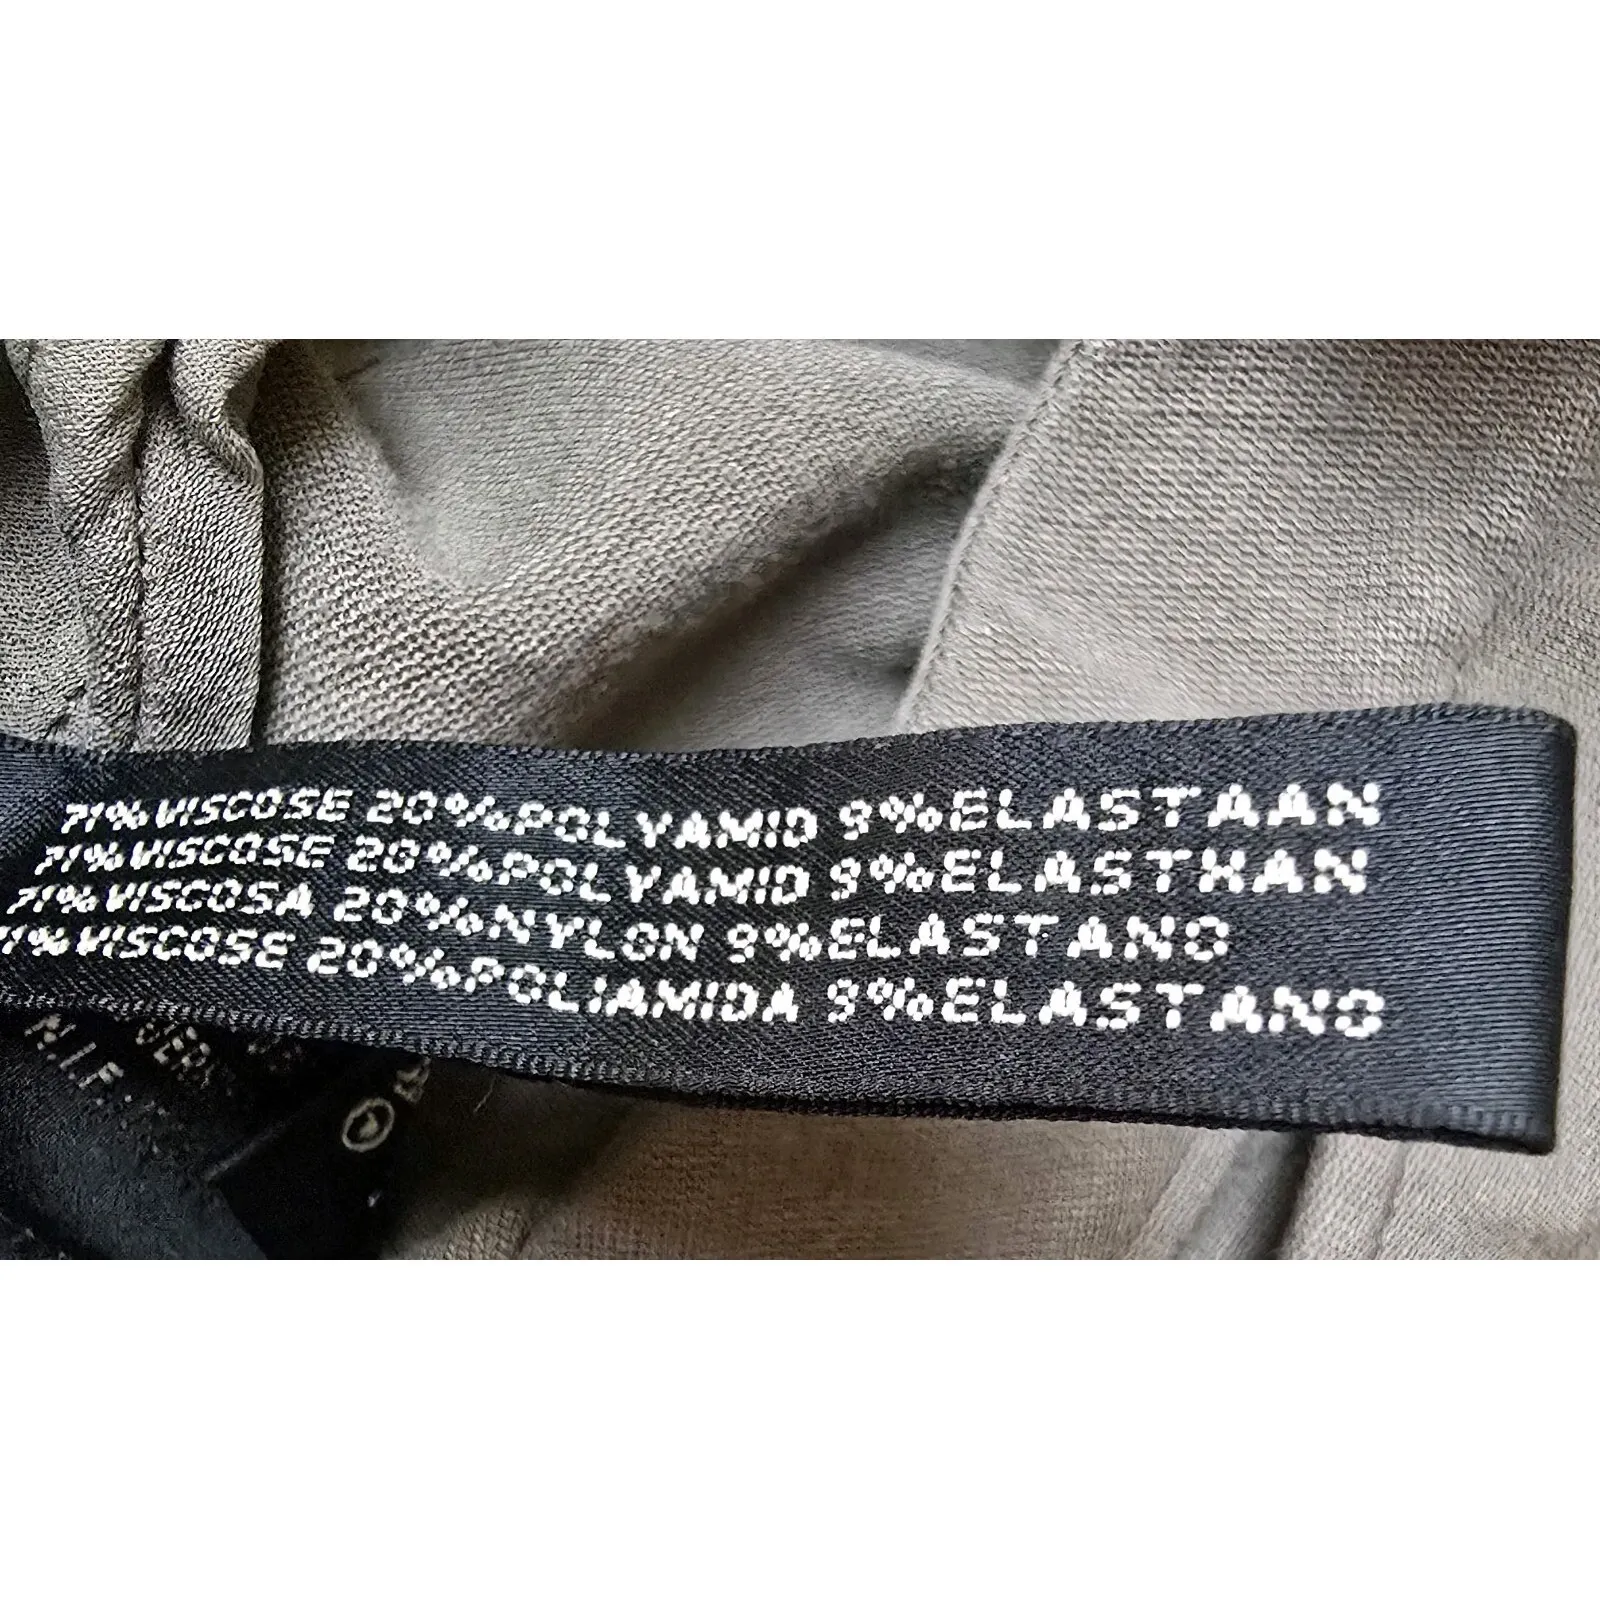 71%VISCOSE 20%POLYAMID 9%ELASTAAN
71%VISCOSE 20%POLYAMID 9%ELASTHAN
71%VISCOSA 20%NYLON 9%ELASTANO
71%VISCOSE 20%POLIAMIDA 9%ELASTANO
N.I.F